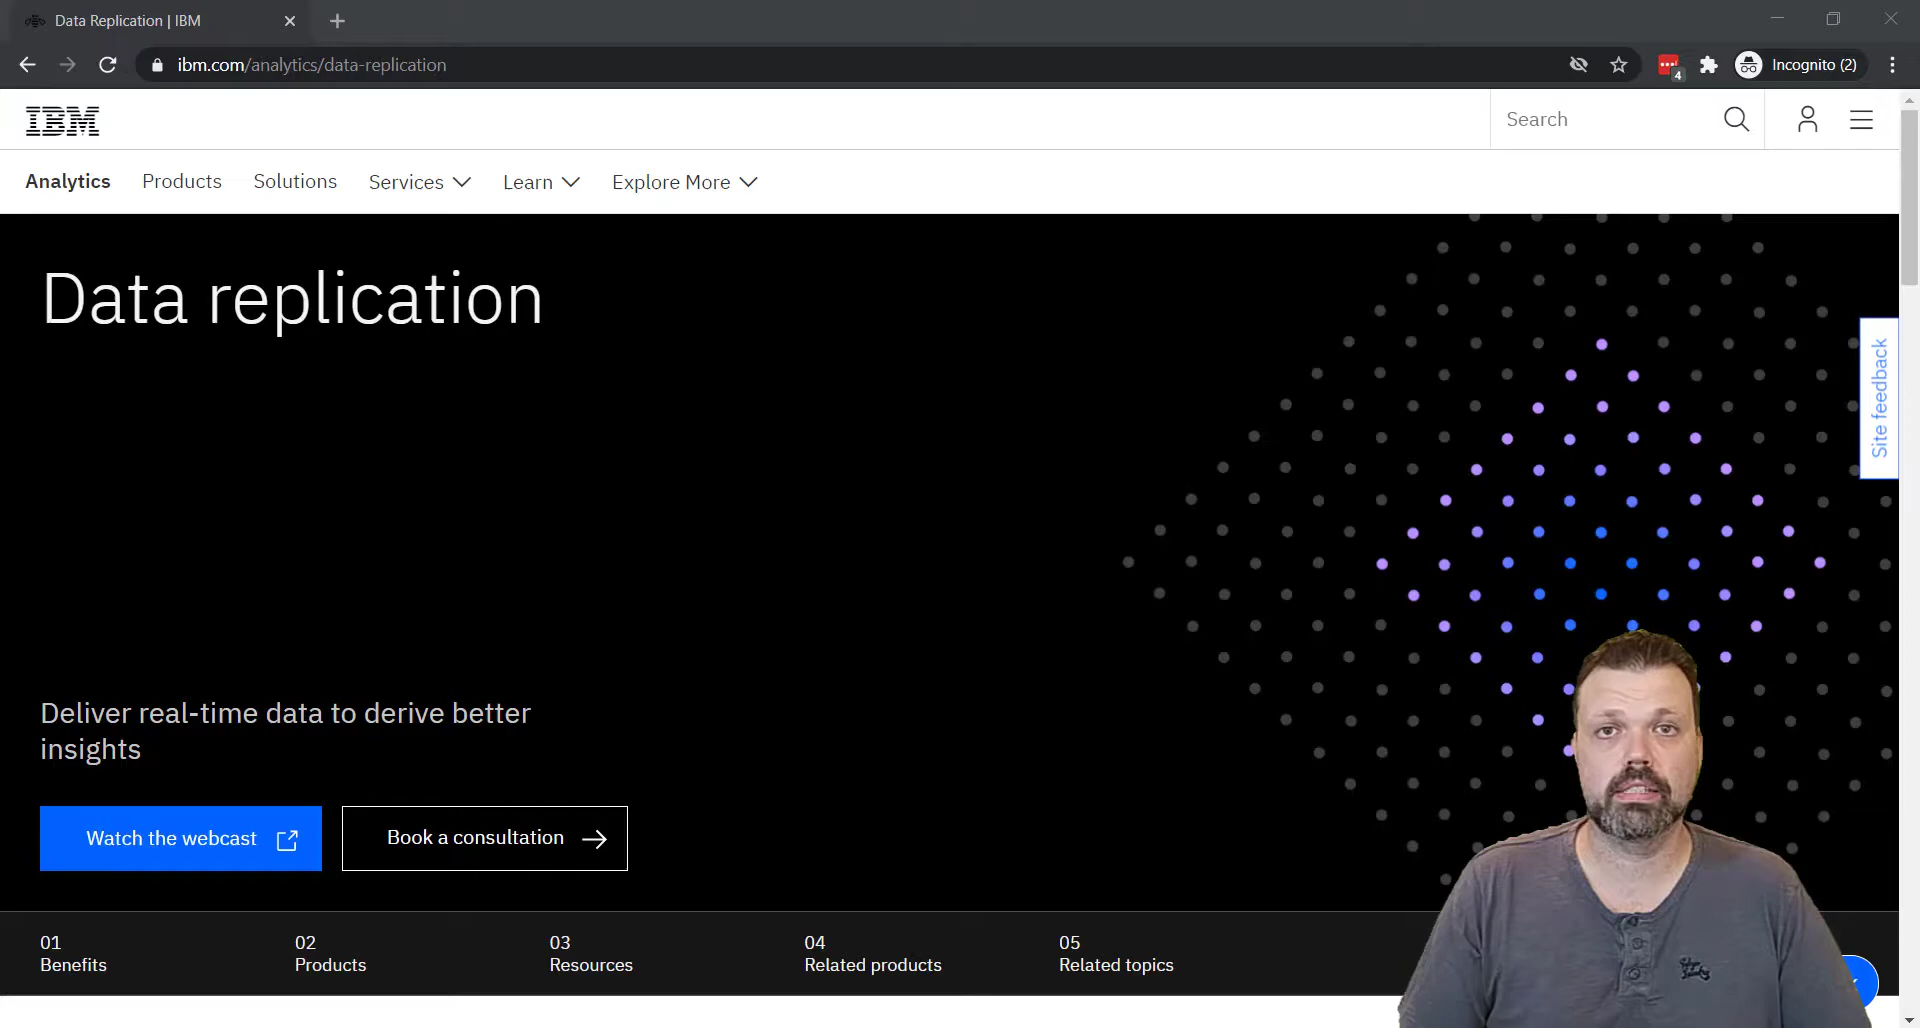 Data Replication | IBM
ibm.com/analytics/data-replication
4
Incognito (2)
IBM
Search
Analytics
Products
Solutions
Services
Learn
Explore More
Data replication
Site feedback
Deliver real-time data to derive better
insights
Watch the webcast
Book a consultation
01
Benefits
02
Products
03
Resources
04
Related products
05
Related topics